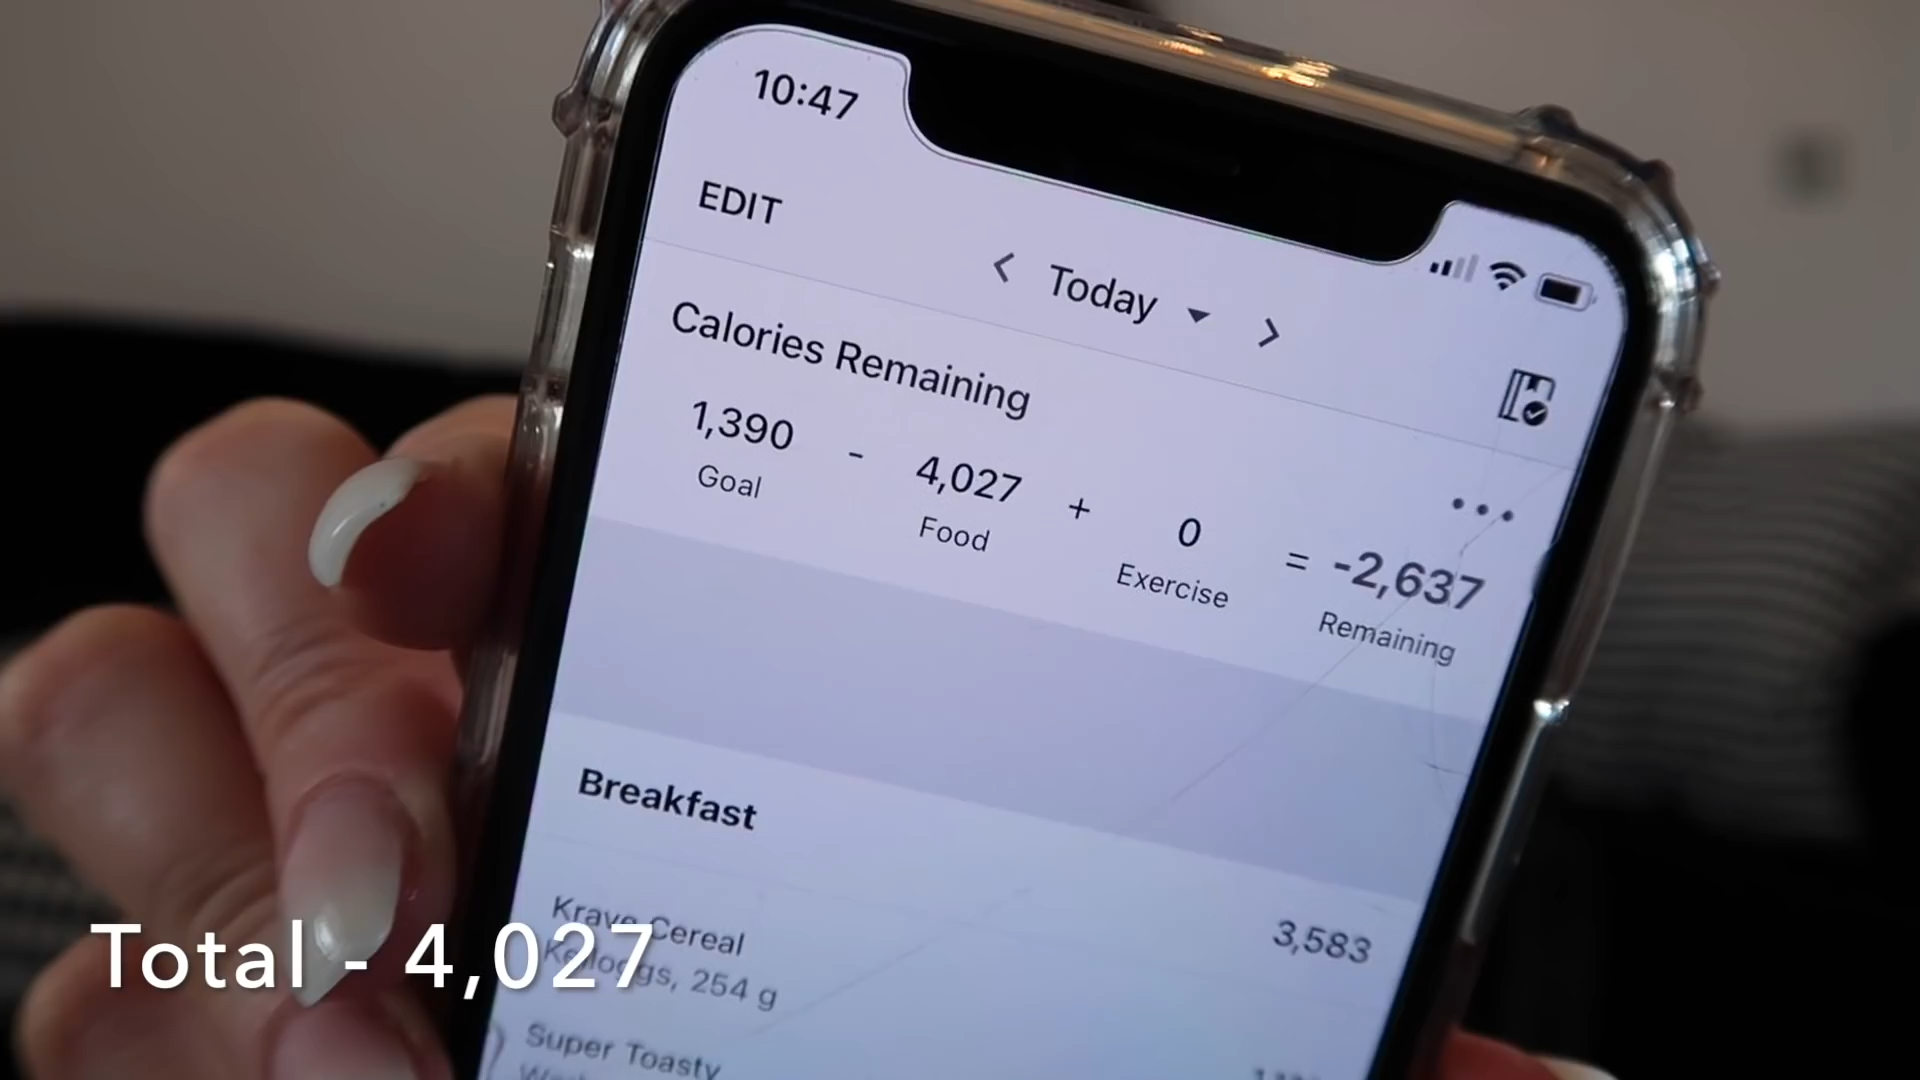 10:47
EDIT
Today
Calories Remaining
1,390 - 4,027 + 0 = -2,637
Goal Food Exercise Remaining
Breakfast 3,583
Krave Cereal
Kelloggs, 254 g
Super Toasty
Total - 4,027